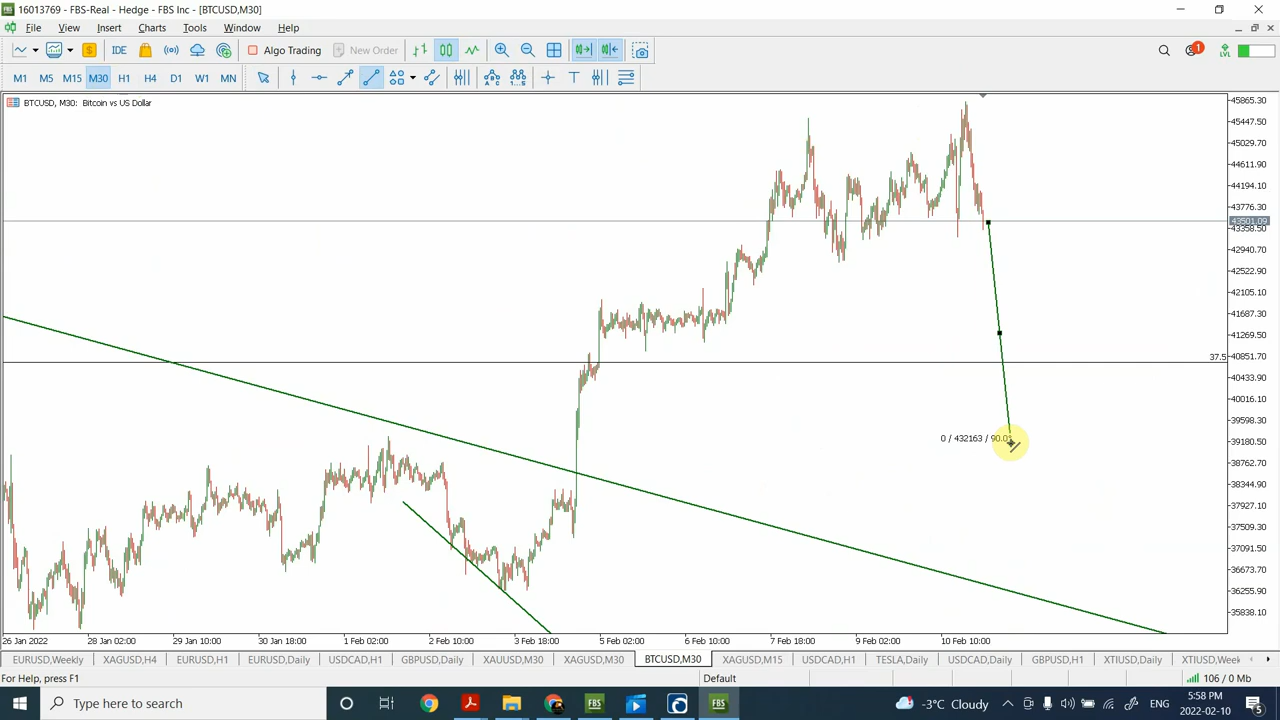 16013769 - FBS-Real - Hedge - FBS Inc - [BTCUSD,M30]
File View Insert Charts Tools Window Help
IDE Algo Trading New Order 1 LVL
M1 M5 M15 M30 H1 H4 D1 W1 MN
BTCUSD, M30: Bitcoin vs US Dollar
45865.30
45447.50
45029.70
44611.90
44194.10
43776.30
43501.09
43358.50
42940.70
42522.90
42105.10
41687.30
41269.50
37.5
40851.70
40433.90
40016.10
39598.30
0 / 432163 / 90.0
39180.50
38762.70
38344.90
37927.10
37509.30
37091.50
36673.70
36255.90
35838.10
26 Jan 2022 28 Jan 02:00 29 Jan 10:00 30 Jan 18:00 1 Feb 02:00 2 Feb 10:00 3 Feb 18:00 5 Feb 02:00 6 Feb 10:00 7 Feb 18:00 9 Feb 02:00 10 Feb 10:00
EURUSD,Weekly XAGUSD,H4 EURUSD,H1 EURUSD,Daily USDCAD,H1 GBPUSD,Daily XAUUSD,M30 XAGUSD,M30 BTCUSD,M30 XAGUSD,M15 USDCAD,H1 TESLA,Daily USDCAD,Daily GBPUSD,H1 XTIUSD,Daily XTIUSD,Week
For Help, press F1 Default 106 / 0 Mb
Type here to search FBS FBS -3°C Cloudy ENG 5:58 PM
2022-02-10 5